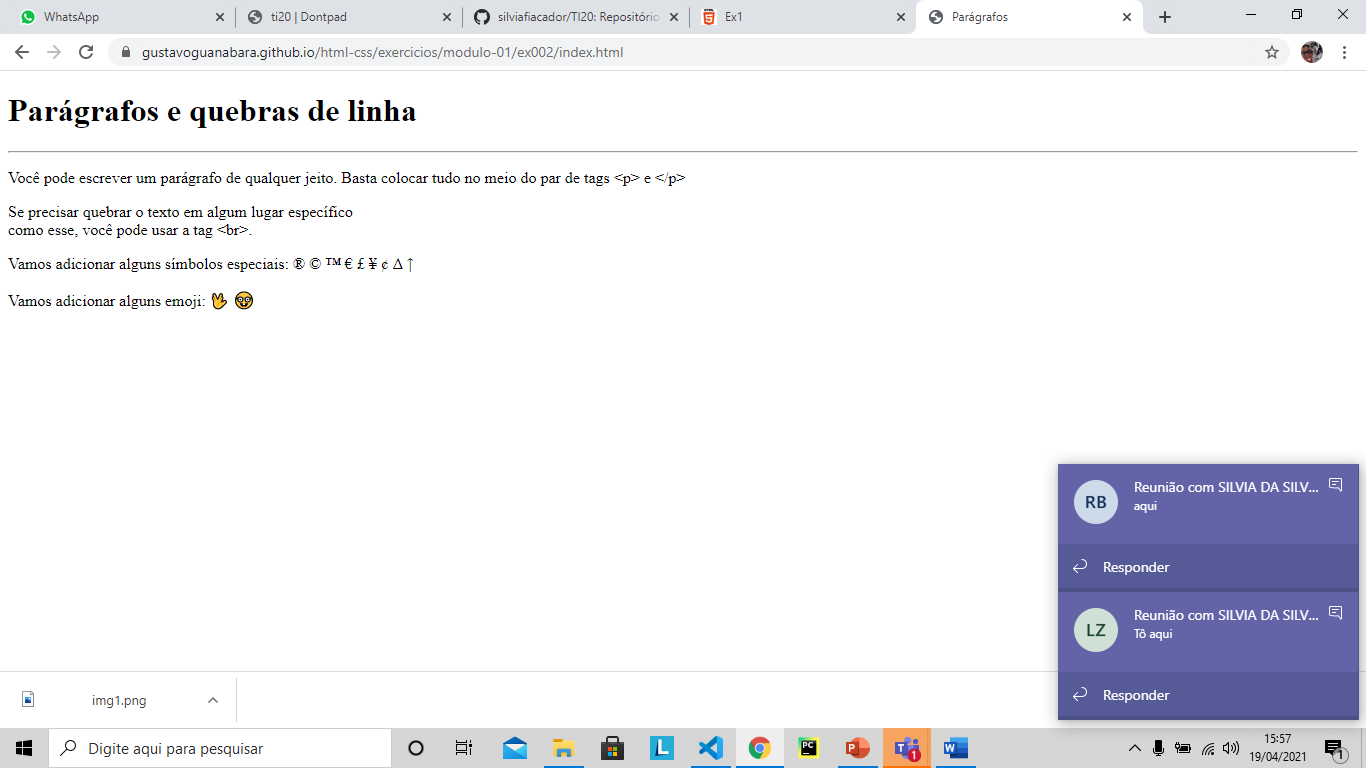 WhatsApp
ti20 | Dontpad
silviafiacador/TI20: Repositório
Ex1
Parágrafos
gustavoguanabara.github.io/html-css/exercicios/modulo-01/ex002/index.html
Parágrafos e quebras de linha
Você pode escrever um parágrafo de qualquer jeito. Basta colocar tudo no meio do par de tags <p> e </p>
Se precisar quebrar o texto em algum lugar específico
como esse, você pode usar a tag <br>.
Vamos adicionar alguns símbolos especiais: ® © ™ € £ ¥ ¢ Δ ↑
Vamos adicionar alguns emoji: 🖖 😳
RB
Reunião com SILVIA DA SILV...
aqui
Responder
LZ
Reunião com SILVIA DA SILV...
Tô aqui
Responder
img1.png
Digite aqui para pesquisar
15:57
19/04/2021